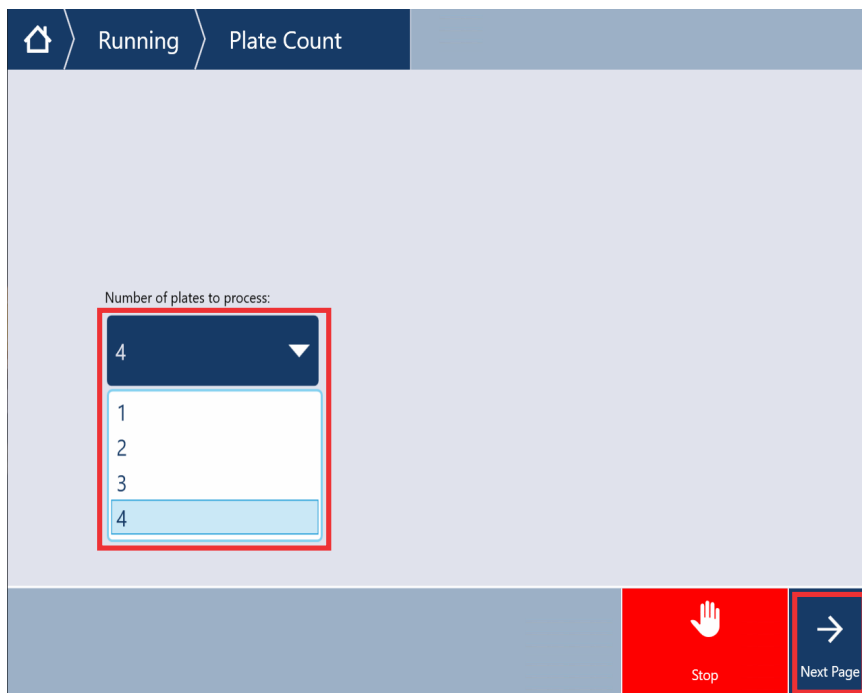 Running
Plate Count
Number of plates to process:
4
1
2
3
4
Stop
Next Page